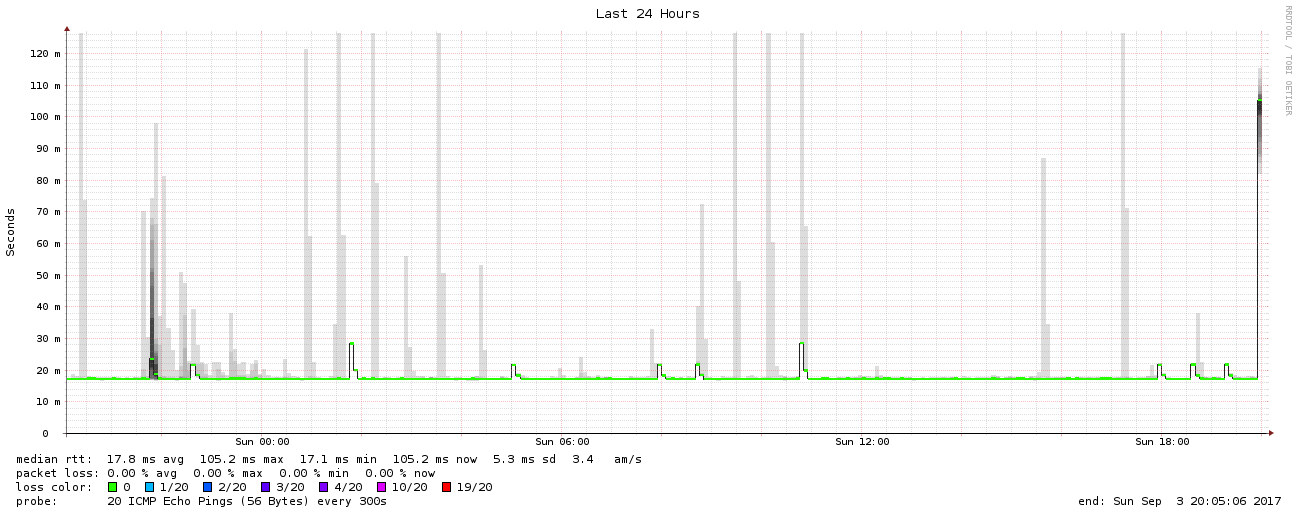 Last 24 Hours
RRDTOOL / TOBI OETIKER
Seconds
120 m
110 m
100 m
90 m
80 m
70 m
60 m
50 m
40 m
30 m
20 m
10 m
0
Sun 00:00 Sun 06:00 Sun 12:00 Sun 18:00
median rtt: 17.8 ms avg 105.2 ms max 17.1 ms min 105.2 ms now 5.3 ms sd 3.4 am/s
packet loss: 0.00 % avg 0.00 % max 0.00 % min 0.00 % now
loss color: 0 1/20 2/20 3/20 4/20 10/20 19/20
probe: 20 ICMP Echo Pings (56 Bytes) every 300s end: Sun Sep 3 20:05:06 2017